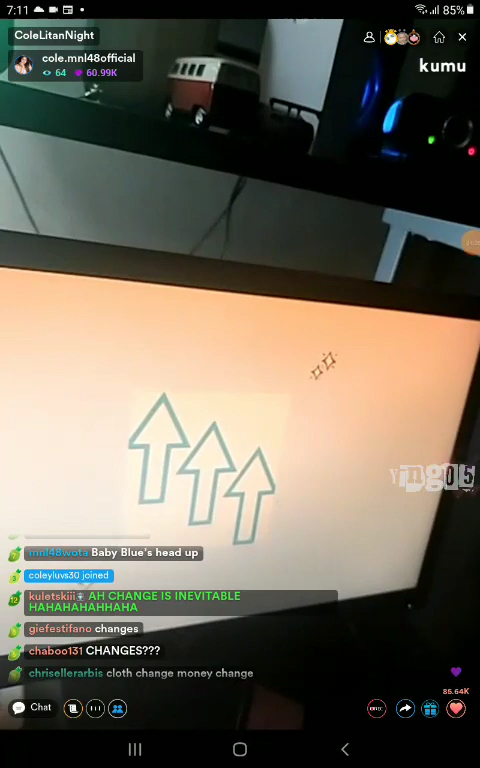 7:11
85%
ColeLitanNight
cole.mnl48official
64 60.99K
kumu
Yngo5
mnl48wota Baby Blue's head up
coleyluvs30 joined
kuletskiii AH CHANGE IS INEVITABLE
HAHAHAHAHHAHA
giefestifano changes
chaboo131 CHANGES???
chrisellerarbis cloth change money change
85.64K
Chat